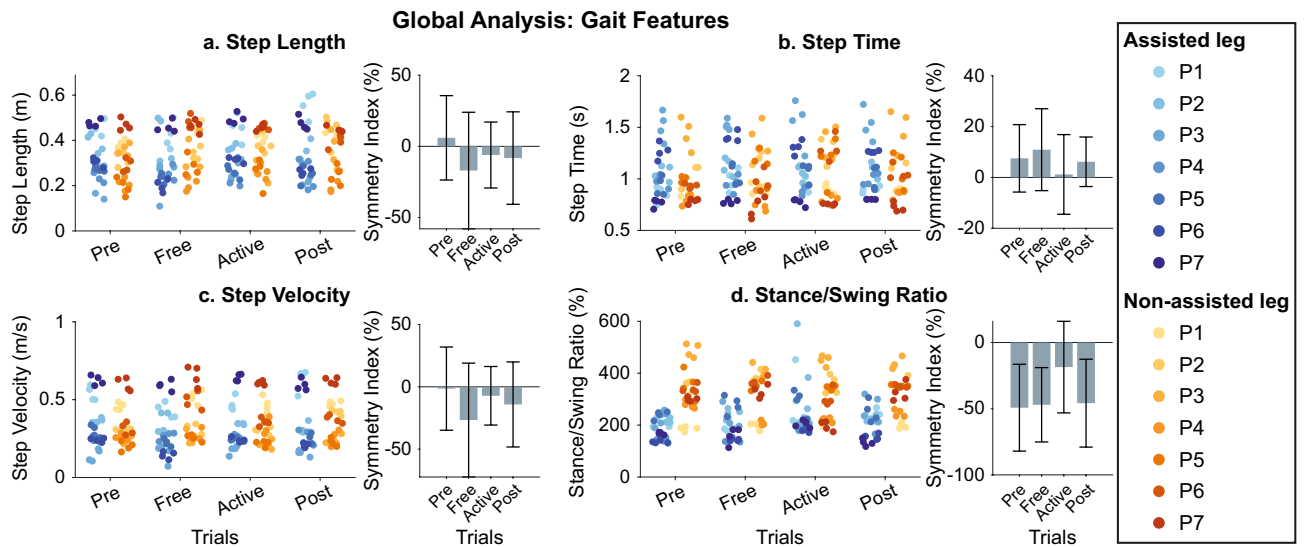 Global Analysis: Gait Features
a. Step Length
Step Length (m)
0.6
0.4
0.2
0
Pre
Free
Active
Post
Symmetry Index (%)
50
0
-50
Pre
Free
Active
Post
b. Step Time
Step Time (s)
2
1.5
1
0.5
Pre
Free
Active
Post
Symmetry Index (%)
40
20
0
-20
Pre
Free
Active
Post
c. Step Velocity
Step Velocity (m/s)
1
0.5
0
Pre
Free
Active
Post
Trials
Symmetry Index (%)
50
0
-50
Pre
Free
Active
Post
Trials
d. Stance/Swing Ratio
Stance/Swing Ratio (%)
600
400
200
0
Pre
Free
Active
Post
Trials
Symmetry Index (%)
0
-50
-100
Pre
Free
Active
Post
Trials
Assisted leg
P1
P2
P3
P4
P5
P6
P7
Non-assisted leg
P1
P2
P3
P4
P5
P6
P7